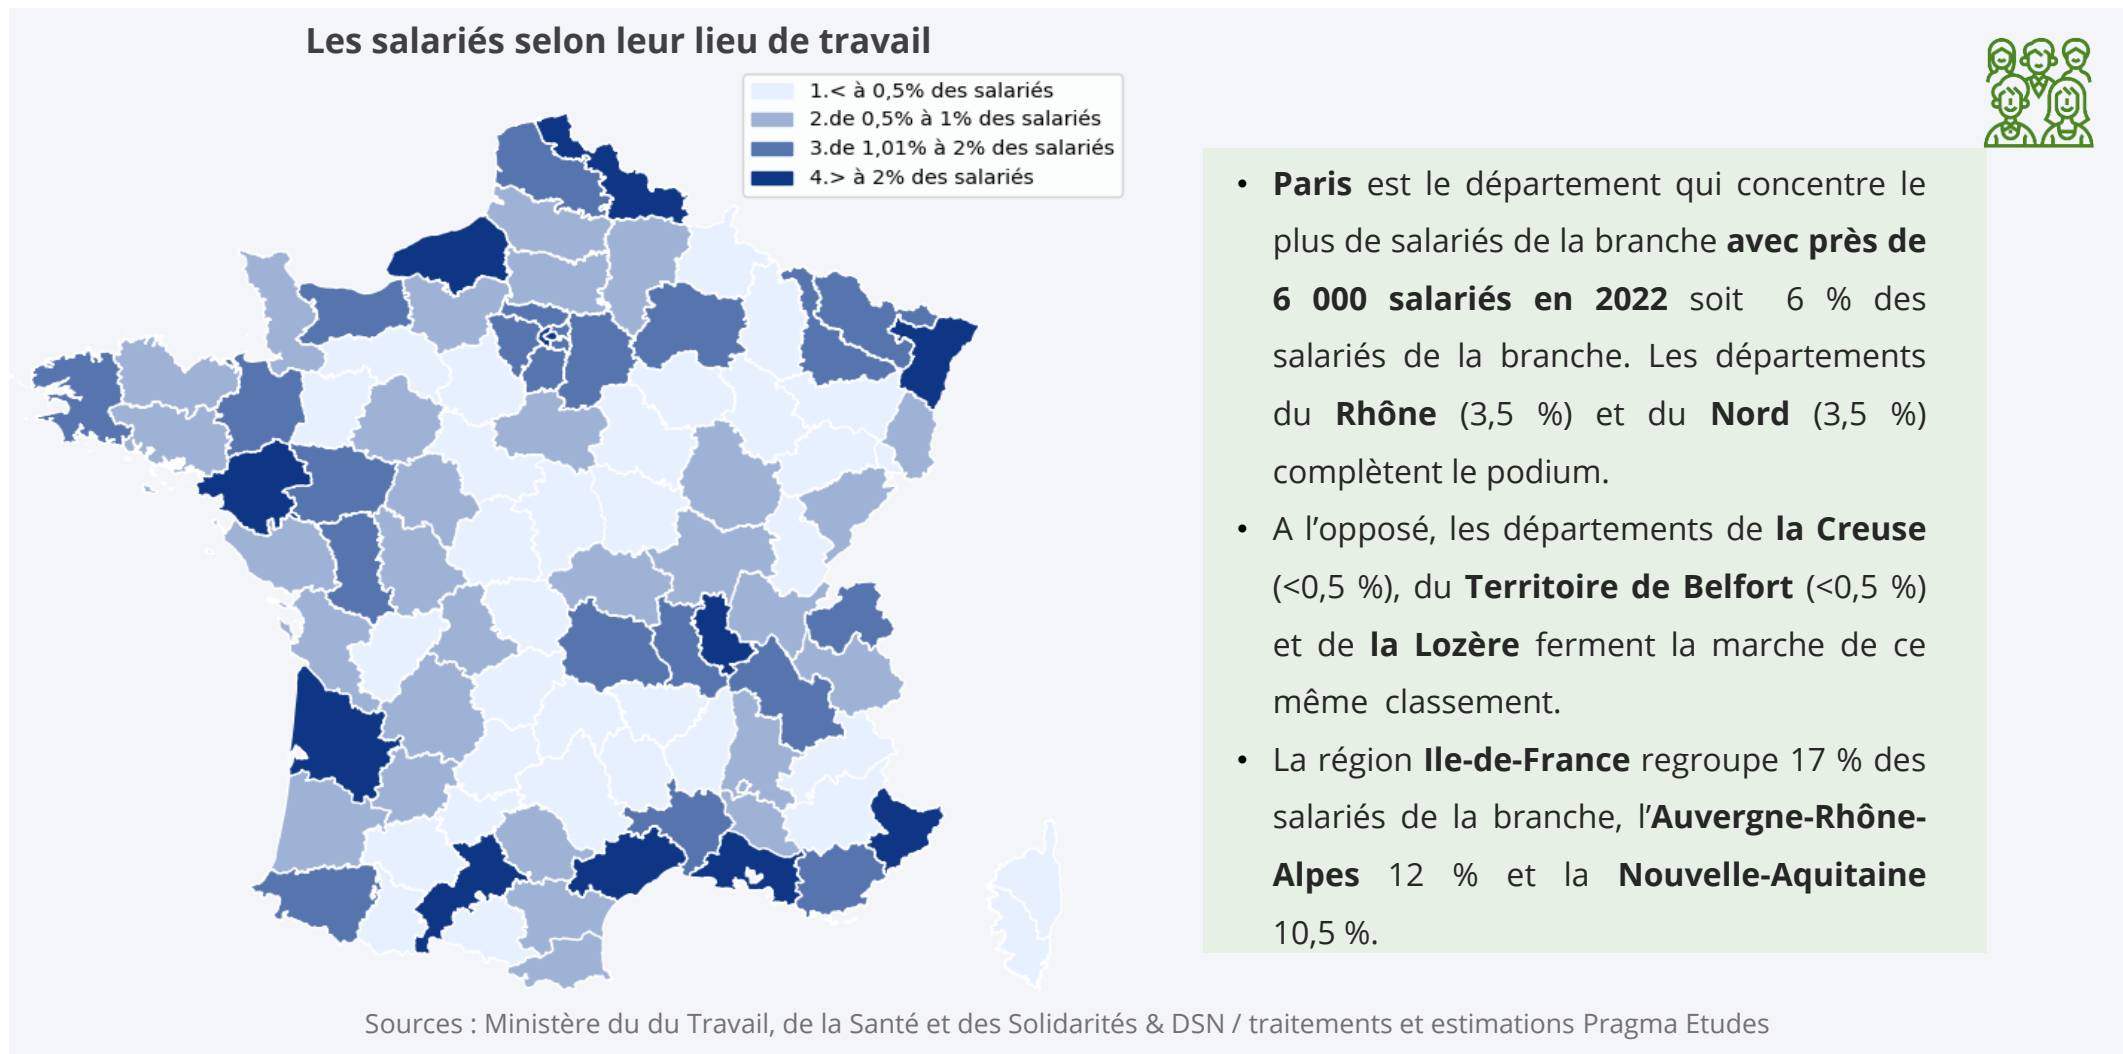 Les salariés selon leur lieu de travail
1.< à 0,5% des salariés
2.de 0,5% à 1% des salariés
3.de 1,01% à 2% des salariés
4.> à 2% des salariés
• Paris est le département qui concentre le
plus de salariés de la branche avec près de
6 000 salariés en 2022 soit 6 % des
salariés de la branche. Les départements
du Rhône (3,5 %) et du Nord (3,5 %)
complètent le podium.
• A l’opposé, les départements de la Creuse
(<0,5 %), du Territoire de Belfort (<0,5 %)
et de la Lozère ferment la marche de ce
même classement.
• La région Ile-de-France regroupe 17 % des
salariés de la branche, l’Auvergne-Rhône-
Alpes 12 % et la Nouvelle-Aquitaine
10,5 %.
Sources : Ministère du du Travail, de la Santé et des Solidarités & DSN / traitements et estimations Pragma Etudes